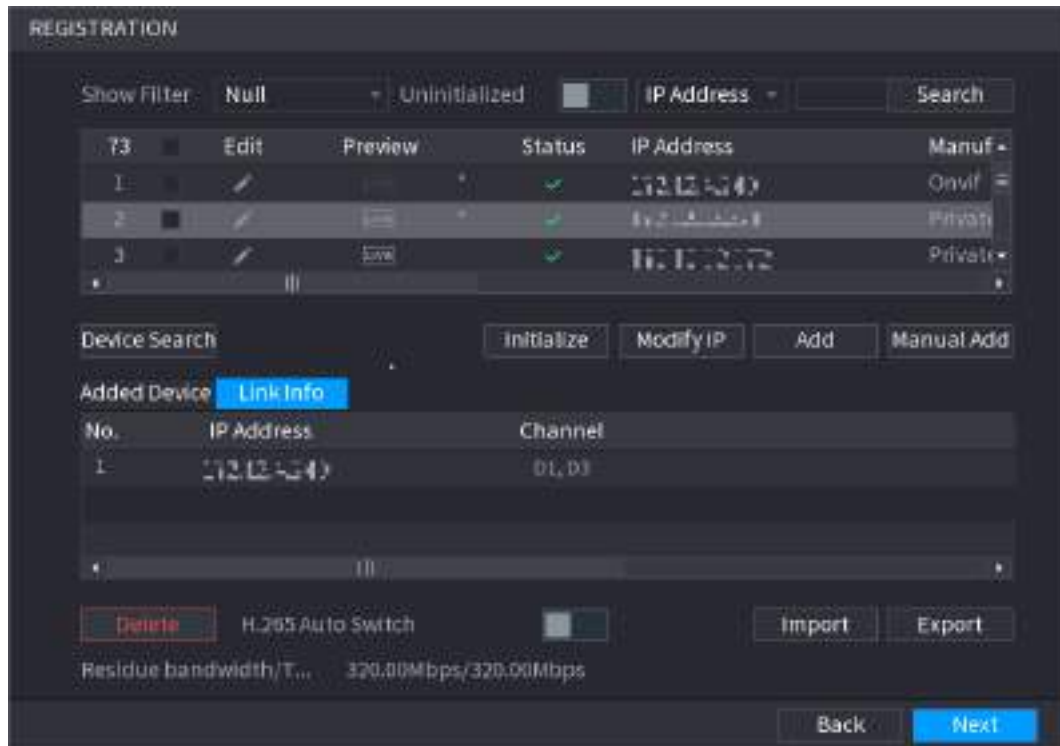 REGISTRATION
Show Filter Null Uninitialized IP Address Search
73 Edit Preview Status IP Address Manuf
1 Onvif
2 Private
3 LIVE Private
Device Search Initialize Modify IP Add Manual Add
Added Device Link Info
No. IP Address Channel
1 D1, D3
Delete H.265 Auto Switch Import Export
Residue bandwidth/T... 320.00Mbps/320.00Mbps
Back Next